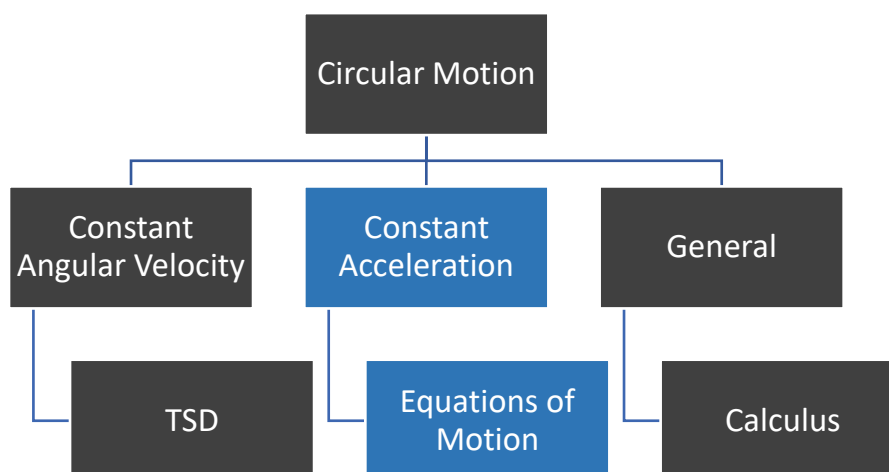 Circular Motion
Constant
Angular Velocity
Constant
Acceleration
General
TSD
Equations of
Motion
Calculus